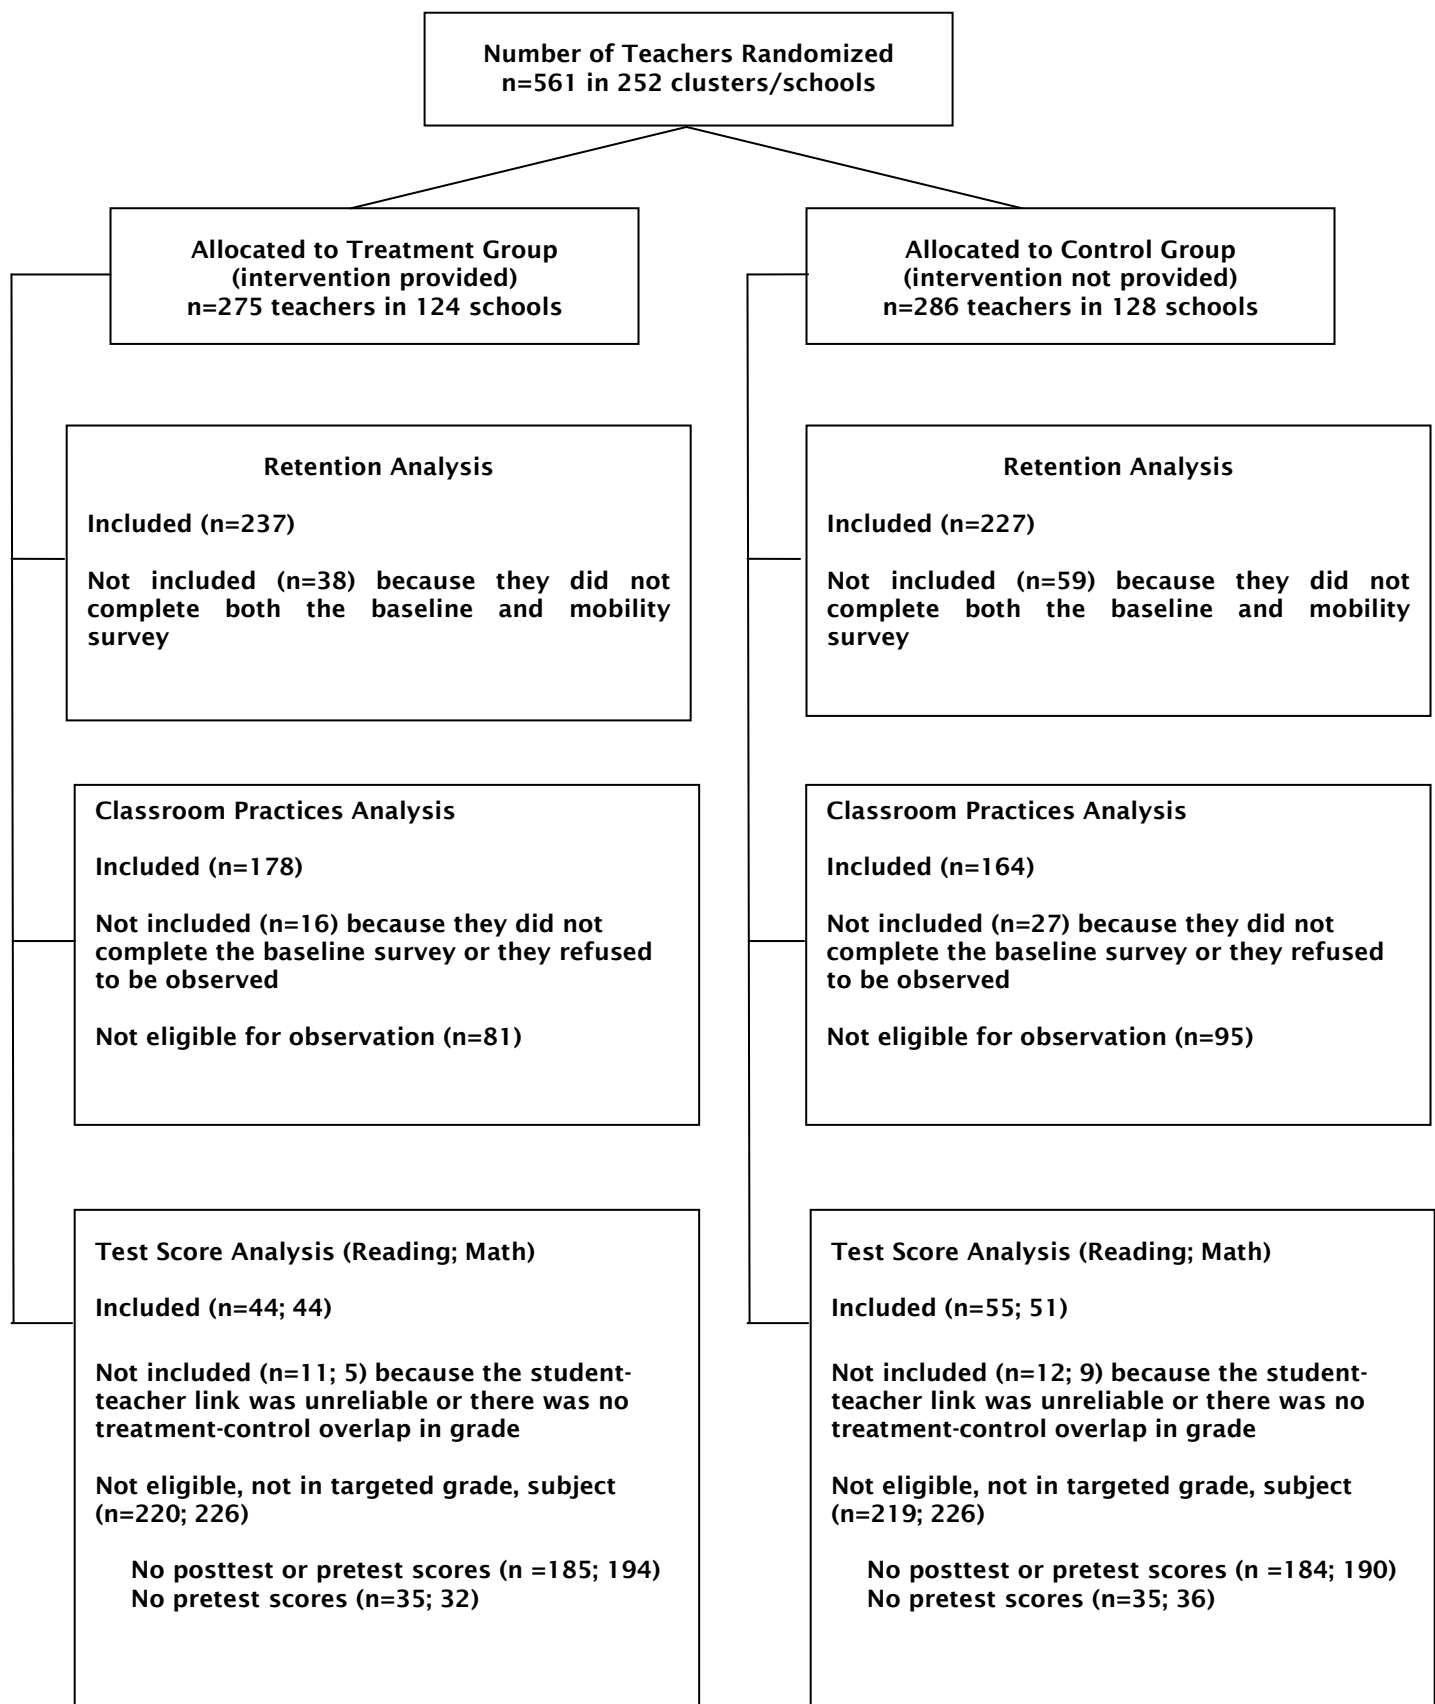 Number of Teachers Randomized
n=561 in 252 clusters/schools
Allocated to Treatment Group
(intervention provided)
n=275 teachers in 124 schools
Allocated to Control Group
(intervention not provided)
n=286 teachers in 128 schools
Retention Analysis
Included (n=237)
Not included (n=38) because they did not
complete both the baseline and mobility
survey
Retention Analysis
Included (n=227)
Not included (n=59) because they did not
complete both the baseline and mobility
survey
Classroom Practices Analysis
Included (n=178)
Not included (n=16) because they did not
complete the baseline survey or they refused
to be observed
Not eligible for observation (n=81)
Classroom Practices Analysis
Included (n=164)
Not included (n=27) because they did not
complete the baseline survey or they refused
to be observed
Not eligible for observation (n=95)
Test Score Analysis (Reading; Math)
Included (n=44; 44)
Not included (n=11; 5) because the student-
teacher link was unreliable or there was no
treatment-control overlap in grade
Not eligible, not in targeted grade, subject
(n=220; 226)
No posttest or pretest scores (n =185; 194)
No pretest scores (n=35; 32)
Test Score Analysis (Reading; Math)
Included (n=55; 51)
Not included (n=12; 9) because the student-
teacher link was unreliable or there was no
treatment-control overlap in grade
Not eligible, not in targeted grade, subject
(n=219; 226)
No posttest or pretest scores (n =184; 190)
No pretest scores (n=35; 36)